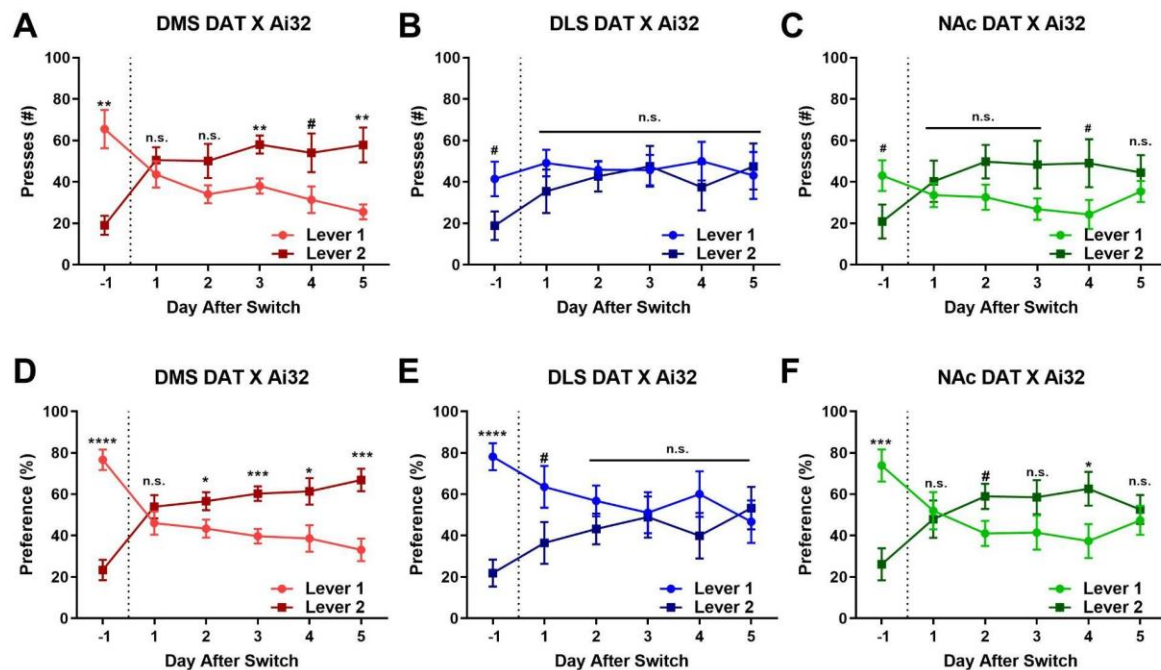 A
DMS DAT X Ai32
Presses (#)
100
80
60
40
20
0
**
n.s.
n.s.
**
#
**
Lever 1
Lever 2
-1 1 2 3 4 5
Day After Switch
B
DLS DAT X Ai32
Presses (#)
100
80
60
40
20
0
#
n.s.
Lever 1
Lever 2
-1 1 2 3 4 5
Day After Switch
C
NAc DAT X Ai32
Presses (#)
100
80
60
40
20
0
#
n.s.
#
n.s.
Lever 1
Lever 2
-1 1 2 3 4 5
Day After Switch
D
DMS DAT X Ai32
Preference (%)
100
80
60
40
20
0
****
n.s.
*
***
*
***
Lever 1
Lever 2
-1 1 2 3 4 5
Day After Switch
E
DLS DAT X Ai32
Preference (%)
100
80
60
40
20
0
****
#
n.s.
Lever 1
Lever 2
-1 1 2 3 4 5
Day After Switch
F
NAc DAT X Ai32
Preference (%)
100
80
60
40
20
0
***
n.s.
#
n.s.
*
n.s.
Lever 1
Lever 2
-1 1 2 3 4 5
Day After Switch